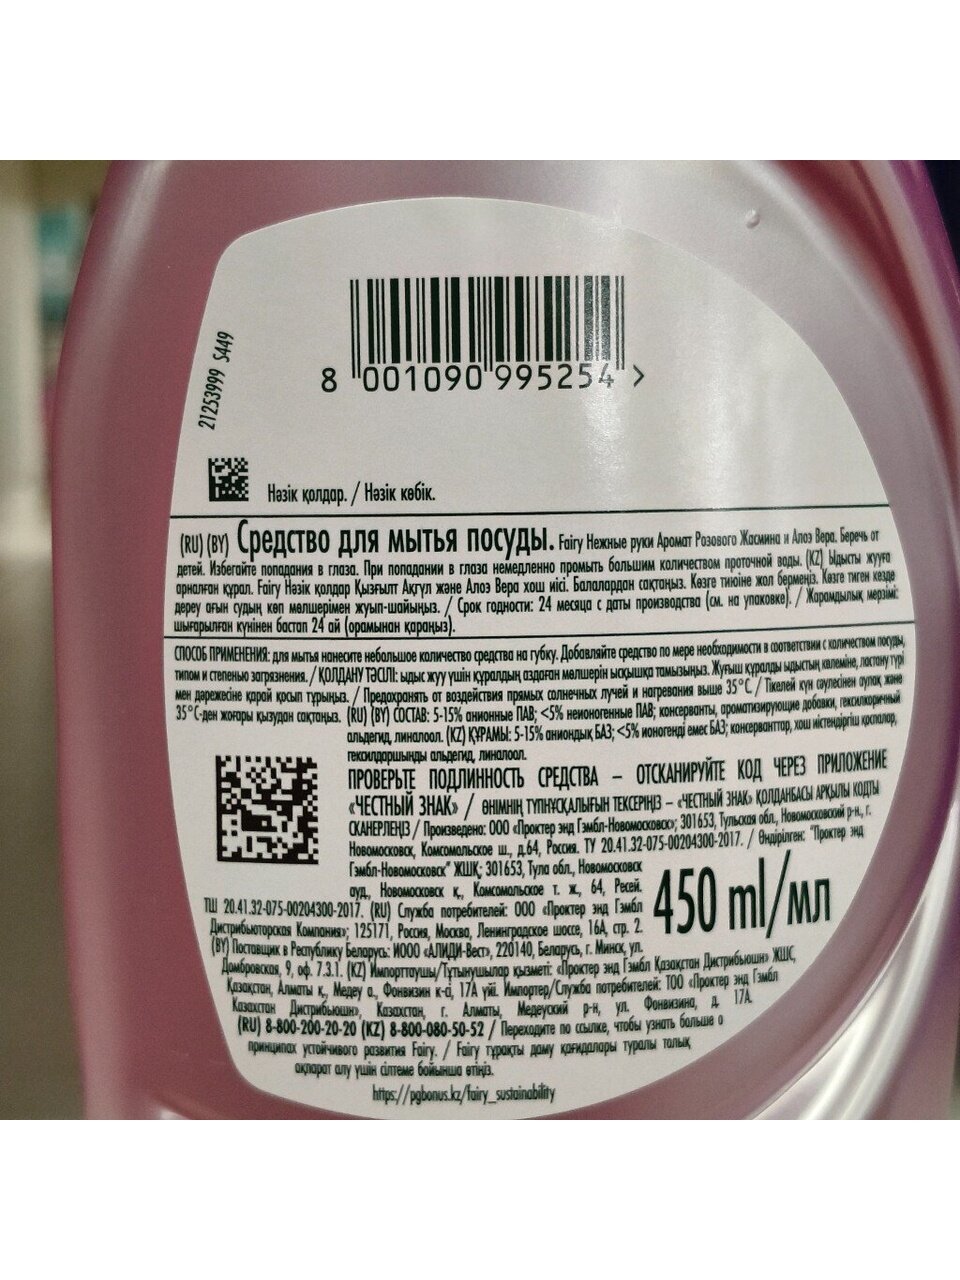 8 001090 995254 >
21253999 S449
Нәзік қолдар. / Нәзік көбік.
(RU) (BY) Средство для мытья посуды. Fairy Нежные руки Аромат Розового Жасмина и Алоэ Вера. Беречь от
детей. Избегайте попадания в глаза. При попадании в глаза немедленно промыть большим количеством проточной воды. (KZ) Ыдысты жууға
арналған құрал. Fairy Нәзік қолдар Қызғылт Ақгүл және Алоэ Вера хош иісі. Балалардан сақтаңыз. Көзге тиюіне жол бермеңіз. Көзге тиген кезде
дереу ағын судың көп мөлшерімен жуып-шайыңыз. / Срок годности: 24 месяца с даты производства (см. на упаковке). / Жарамдылық мерзімі:
шығарылған күнінен бастап 24 ай (орамынан қараңыз).
СПОСОБ ПРИМЕНЕНИЯ: для мытья нанесите небольшое количество средства на губку. Добавляйте средство по мере необходимости в соответствии с количеством посуды,
типом и степенью загрязнения. / ҚОЛДАНУ ТӘСІЛІ: ыдыс жуу үшін құралдың аздаған мөлшерін ысқышқа тамызыңыз. Жуғыш құралды ыдыстың көлеміне, ластану түрі
мен дәрежесіне қарай қосып тұрыңыз. / Предохранять от воздействия прямых солнечных лучей и нагревания выше 35°C. / Тікелей күн сәулесінен аулақ және
35°C-ден жоғары қызудан сақтаңыз. (RU) (BY) СОСТАВ: 5-15% анионные ПАВ; <5% неионогенные ПАВ; консерванты, ароматизирующие добавки, гексилкоричный
альдегид, линалоол. (KZ) ҚҰРАМЫ: 5-15% аниондық БАЗ; <5% ионогенді емес БАЗ; консерванттар, хош иістендіргіш қоспалар,
гексилдаршынды альдегид, линалоол.
ПРОВЕРЬТЕ ПОДЛИННОСТЬ СРЕДСТВА – ОТСКАНИРУЙТЕ КОД ЧЕРЕЗ ПРИЛОЖЕНИЕ
«ЧЕСТНЫЙ ЗНАК» / ӨНІМНІҢ ТҮПНҰСҚАЛЫҒЫН ТЕКСЕРІҢІЗ – «ЧЕСТНЫЙ ЗНАК» ҚОЛДАНБАСЫ АРҚЫЛЫ КОДТЫ
СКАНЕРЛЕҢІЗ / Произведено: ООО «Проктер энд Гэмбл-Новомосковск»; 301653, Тульская обл., Новомосковский р-н., г.
Новомосковск, Комсомольское ш., д.64, Россия. ТУ 20.41.32-075-00204300-2017. / Өндірілген: "Проктер энд
Гэмбл-Новомосковск" ЖШҚ; 301653, Тула обл., Новомосковск
ауд., Новомосковск қ., Комсомольское т. ж., 64, Ресей.
450 ml/мл
ТШ 20.41.32-075-00204300-2017. (RU) Служба потребителей: ООО «Проктер энд Гэмбл
Дистрибьюторская Компания»; 125171, Россия, Москва, Ленинградское шоссе, 16А, стр. 2.
(BY) Поставщик в Республику Беларусь: ИООО «АЛИДИ-Вест», 220140, Беларусь, г. Минск, ул.
Домбровская, 9, оф. 7.3.1. (KZ) Импорттаушы/Тұтынушылар қызметі: «Проктер энд Гэмбл Қазақстан Дистрибьюшн» ЖШС,
Қазақстан, Алматы қ., Медеу а., Фонвизин к-а, 17А үйі. Импортер/Служба потребителей: ТОО «Проктер энд Гэмбл
Казахстан Дистрибьюшн», Казахстан, г. Алматы, Медеуский р-н, ул. Фонвизина, д. 17А.
(RU) 8-800-200-20-20 (KZ) 8-800-080-50-52 / Переходите по ссылке, чтобы узнать больше о
принципах устойчивого развития Fairy. / Fairy тұрақты даму қағидалары туралы толық
ақпарат алу үшін сілтеме бойынша өтіңіз.
https://pgbonus.kz/fairy_sustainability